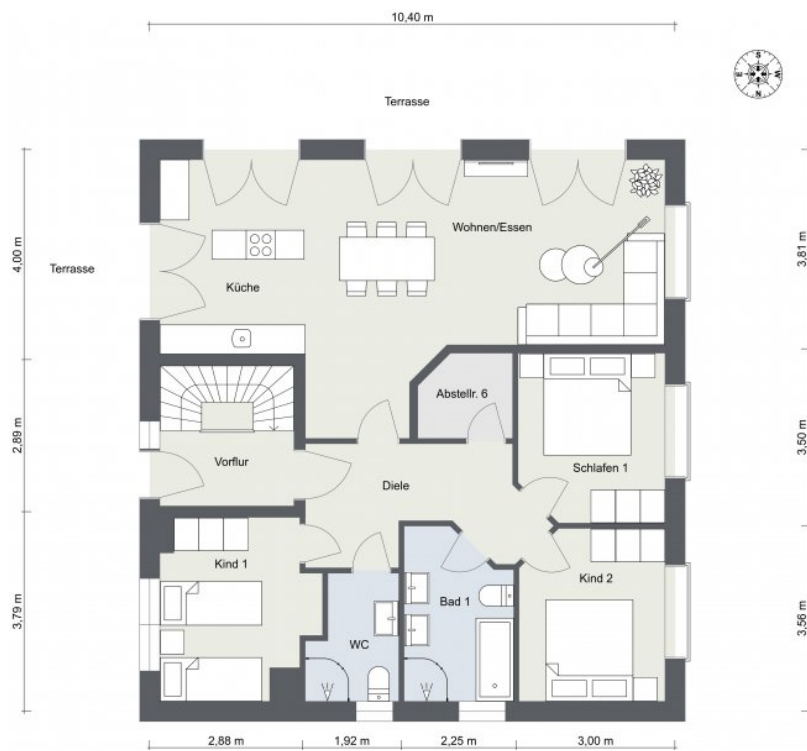 10,40 m
S
E W
N
Terrasse
Wohnen/Essen
4,00 m
3,81 m
Terrasse
Küche
Abstellr. 6
2,89 m
3,50 m
Vorflur
Schlafen 1
Diele
Kind 1
Kind 2
3,79 m
3,56 m
Bad 1
WC
2,88 m
1,92 m
2,25 m
3,00 m